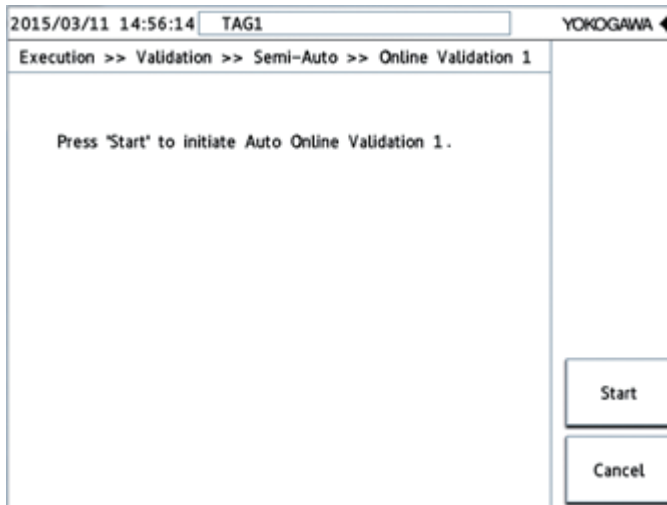 2015/03/11 14:56:14 TAG1 YOKOGAWA
Execution >> Validation >> Semi-Auto >> Online Validation 1
Press "Start" to initiate Auto Online Validation 1.
Start
Cancel